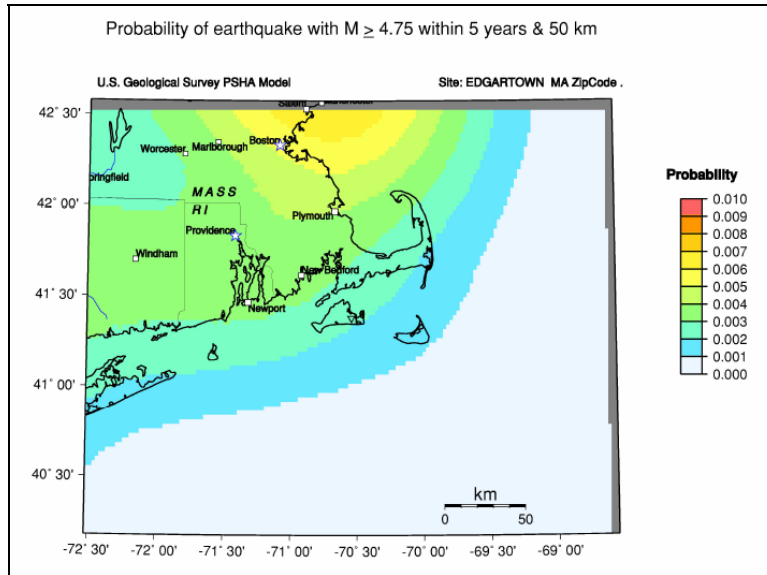 Probability of earthquake with M ≥ 4.75 within 5 years & 50 km
U.S. Geological Survey PSHA Model
Site: EDGARTOWN MA ZipCode .
Salem
Manchester
42˚ 30'
42˚ 00'
41˚ 30'
41˚ 00'
40˚ 30'
Boston
Worcester
Marlborough
pringfield
MASS
RI
Plymouth
Providence
Windham
New Bedford
Newport
Probability
0.010
0.009
0.008
0.007
0.006
0.005
0.004
0.003
0.002
0.001
0.000
km
0
50
-72˚ 30'
-72˚ 00'
-71˚ 30'
-71˚ 00'
-70˚ 30'
-70˚ 00'
-69˚ 30'
-69˚ 00'